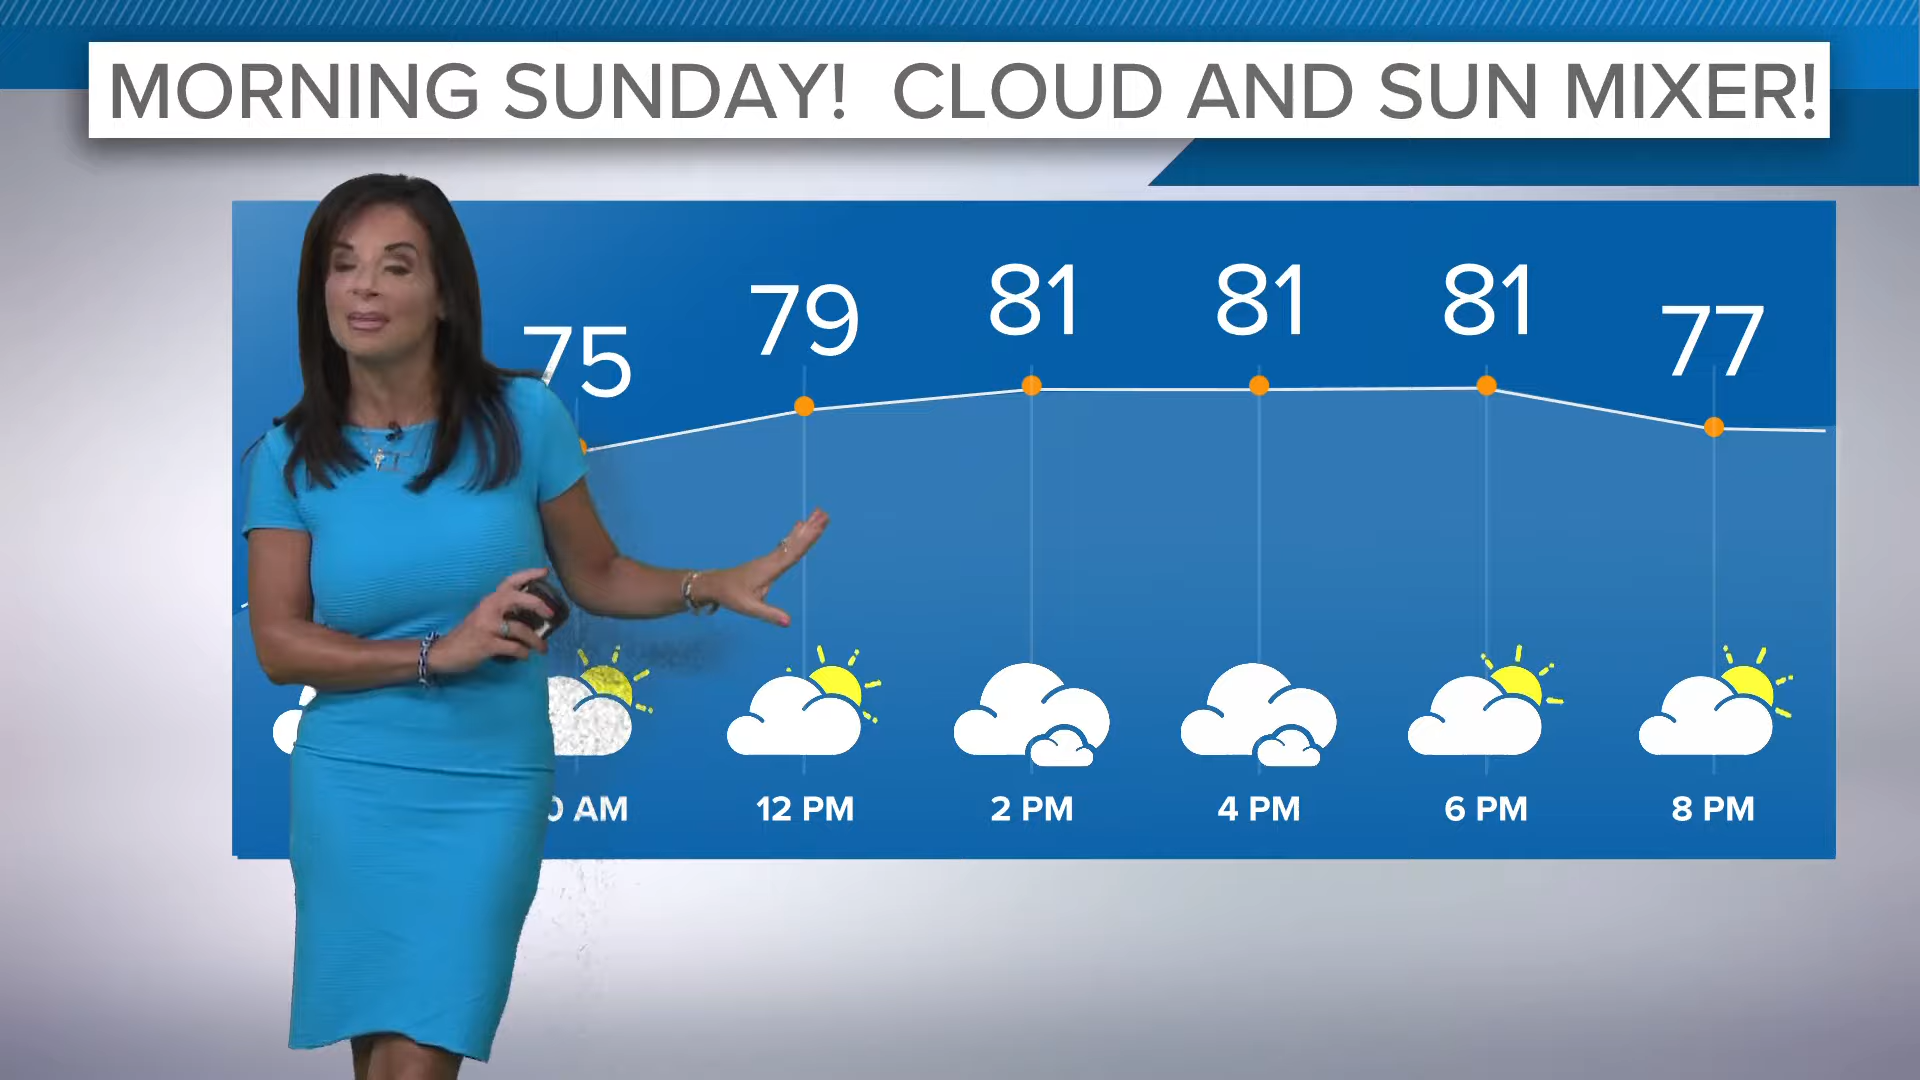 MORNING SUNDAY! CLOUD AND SUN MIXER!
75 79 81 81 81 77
0 AM 12 PM 2 PM 4 PM 6 PM 8 PM